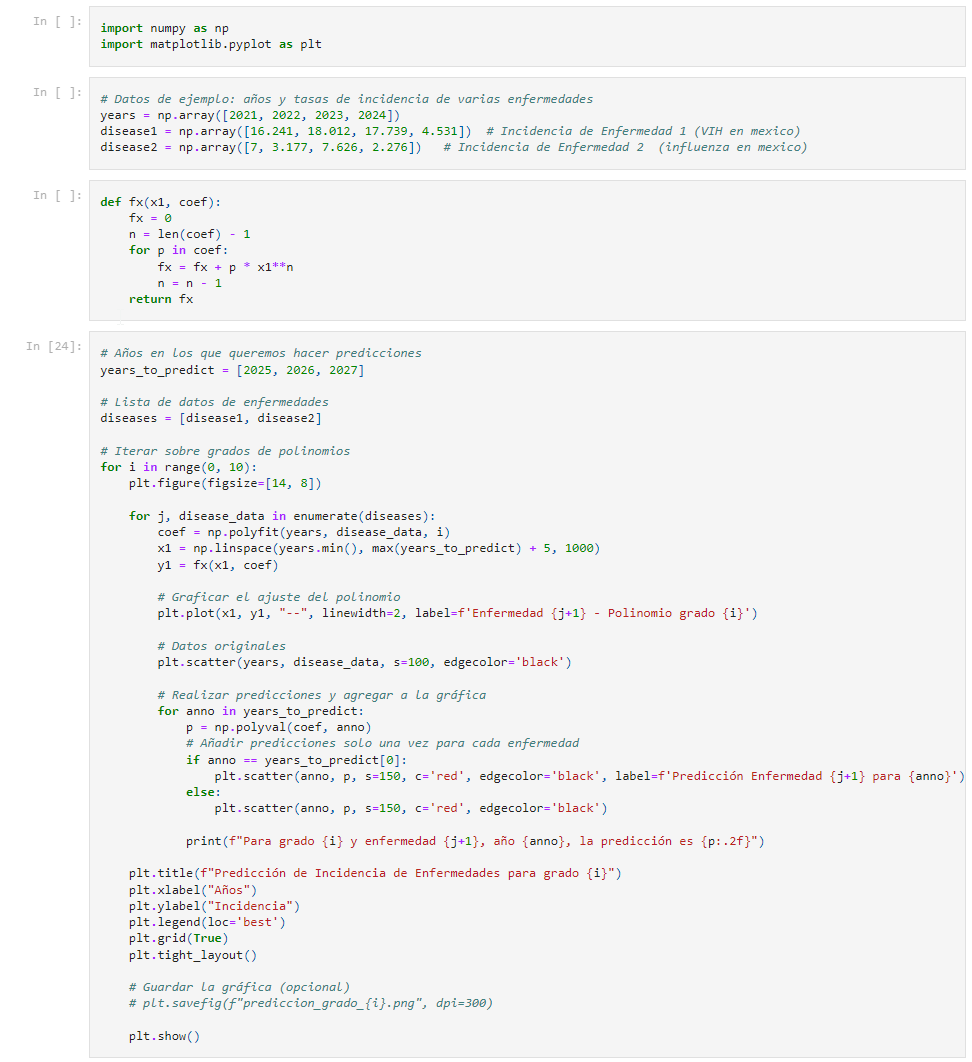 In [ ]:
import numpy as np
import matplotlib.pyplot as plt
In [ ]:
# Datos de ejemplo: años y tasas de incidencia de varias enfermedades
years = np.array([2021, 2022, 2023, 2024])
disease1 = np.array([16.241, 18.012, 17.739, 4.531])  # Incidencia de Enfermedad 1 (VIH en mexico)
disease2 = np.array([7, 3.177, 7.626, 2.276])   # Incidencia de Enfermedad 2  (influenza en mexico)
In [ ]:
def fx(x1, coef):
    fx = 0
    n = len(coef) - 1
    for p in coef:
        fx = fx + p * x1**n
        n = n - 1
    return fx
In [24]:
# Años en los que queremos hacer predicciones
years_to_predict = [2025, 2026, 2027]

# Lista de datos de enfermedades
diseases = [disease1, disease2]

# Iterar sobre grados de polinomios
for i in range(0, 10):
    plt.figure(figsize=[14, 8])

    for j, disease_data in enumerate(diseases):
        coef = np.polyfit(years, disease_data, i)
        x1 = np.linspace(years.min(), max(years_to_predict) + 5, 1000)
        y1 = fx(x1, coef)

        # Graficar el ajuste del polinomio
        plt.plot(x1, y1, "--", linewidth=2, label=f'Enfermedad {j+1} - Polinomio grado {i}')

        # Datos originales
        plt.scatter(years, disease_data, s=100, edgecolor='black')

        # Realizar predicciones y agregar a la gráfica
        for anno in years_to_predict:
            p = np.polyval(coef, anno)
            # Añadir predicciones solo una vez para cada enfermedad
            if anno == years_to_predict[0]:
                plt.scatter(anno, p, s=150, c='red', edgecolor='black', label=f'Predicción Enfermedad {j+1} para {anno}')
            else:
                plt.scatter(anno, p, s=150, c='red', edgecolor='black')

            print(f"Para grado {i} y enfermedad {j+1}, año {anno}, la predicción es {p:.2f}")

    plt.title(f"Predicción de Incidencia de Enfermedades para grado {i}")
    plt.xlabel("Años")
    plt.ylabel("Incidencia")
    plt.legend(loc='best')
    plt.grid(True)
    plt.tight_layout()

    # Guardar la gráfica (opcional)
    # plt.savefig(f"prediccion_grado_{i}.png", dpi=300)

    plt.show()